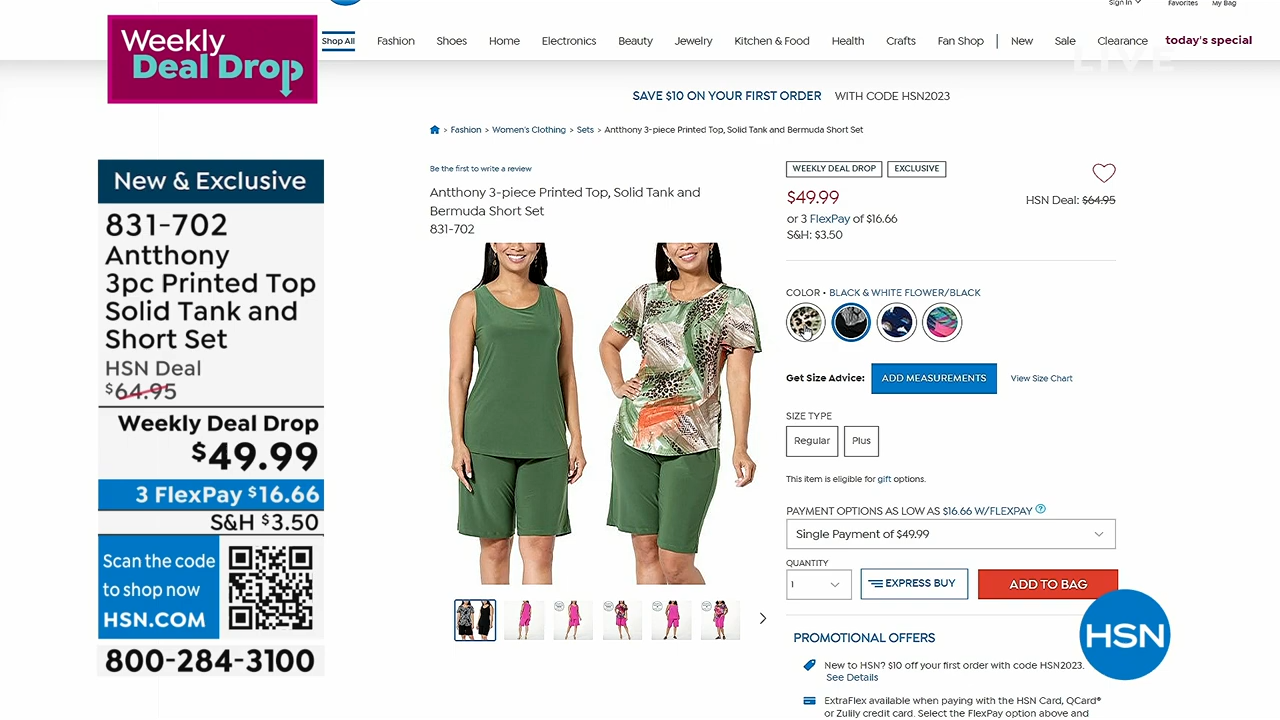 Sign In
Favorites
My Bag
Weekly
Deal Drop
Shop All
Fashion
Shoes
Home
Electronics
Beauty
Jewelry
Kitchen & Food
Health
Crafts
Fan Shop
New
Sale
Clearance
today's special
LIVE
SAVE $10 ON YOUR FIRST ORDER WITH CODE HSN2023
> Fashion > Women's Clothing > Sets > Antthony 3-piece Printed Top, Solid Tank and Bermuda Short Set
New & Exclusive
831-702
Antthony
3pc Printed Top
Solid Tank and
Short Set
HSN Deal
$64.95
Weekly Deal Drop
$49.99
3 FlexPay $16.66
S&H $3.50
Scan the code
to shop now
HSN.COM
800-284-3100
Be the first to write a review
Antthony 3-piece Printed Top, Solid Tank and
Bermuda Short Set
831-702
WEEKLY DEAL DROP
EXCLUSIVE
$49.99
HSN Deal: $64.95
or 3 FlexPay of $16.66
S&H: $3.50
COLOR • BLACK & WHITE FLOWER/BLACK
Get Size Advice:
ADD MEASUREMENTS
View Size Chart
SIZE TYPE
Regular
Plus
This item is eligible for gift options.
PAYMENT OPTIONS AS LOW AS $16.66 W/FLEXPAY ?
Single Payment of $49.99
QUANTITY
1
EXPRESS BUY
ADD TO BAG
PROMOTIONAL OFFERS
New to HSN? $10 off your first order with code HSN2023.
See Details
ExtraFlex available when paying with the HSN Card, QCard®
or Zulily credit card. Select the FlexPay option above and
HSN